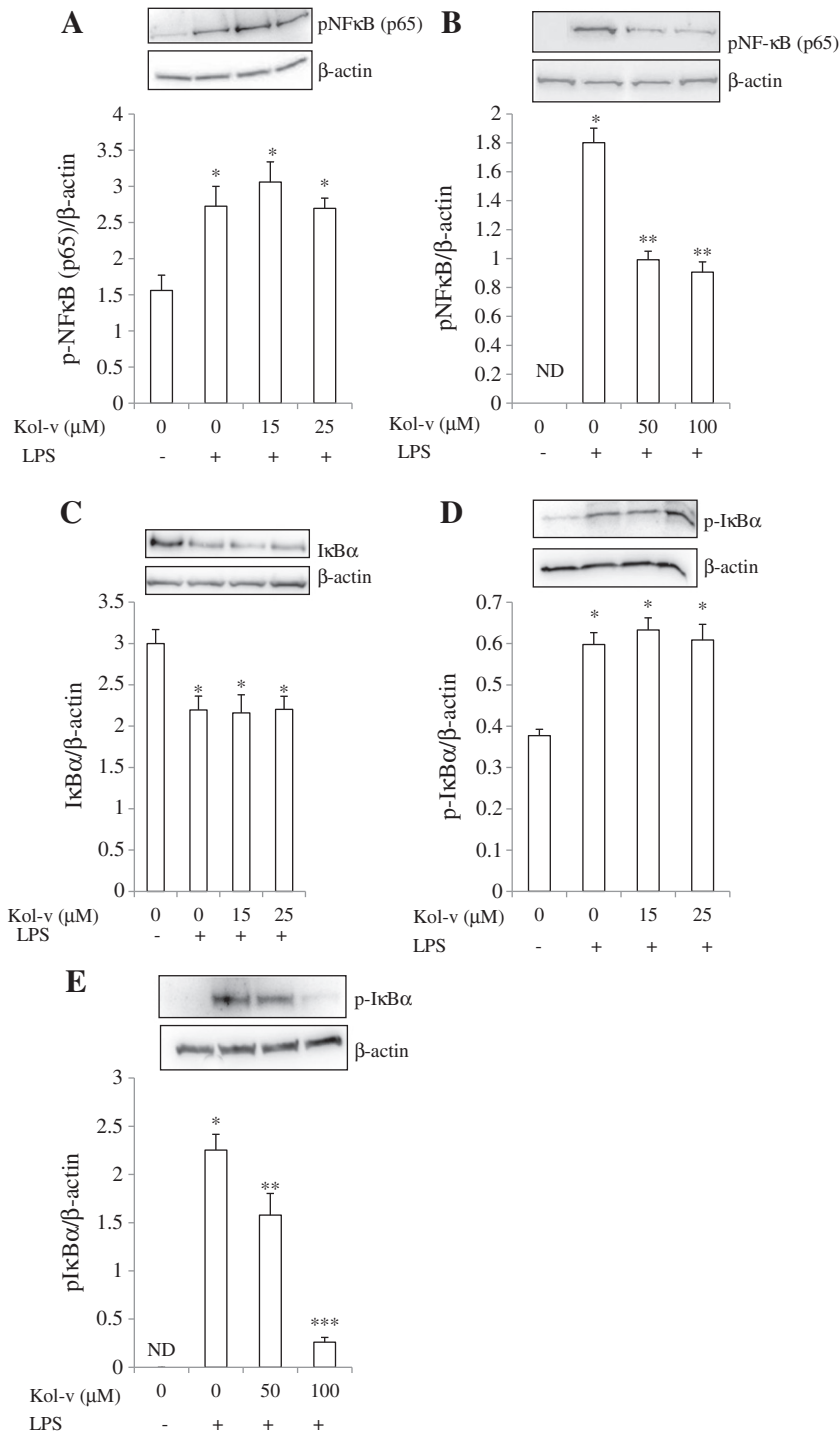 A
pNFκB (p65)
β-actin
p-NFκB (p65)/β-actin
4
3.5
3
2.5
2
1.5
1
0.5
0
* * *
Kol-v (μM) 0 0 15 25
LPS - + + +
B
pNF-κB (p65)
β-actin
pNFκB/β-actin
2
1.8
1.6
1.4
1.2
1
0.8
0.6
0.4
0.2
0
ND * ** **
Kol-v (μM) 0 0 50 100
LPS - + + +
C
IκBα
β-actin
IκBα/β-actin
3.5
3
2.5
2
1.5
1
0.5
0
* * *
Kol-v (μM) 0 0 15 25
LPS - + + +
D
p-IκBα
β-actin
p-IκBα/β-actin
0.7
0.6
0.5
0.4
0.3
0.2
0.1
0
* * *
Kol-v (μM) 0 0 15 25
LPS - + + +
E
p-IκBα
β-actin
pIκBα/β-actin
3
2.5
2
1.5
1
0.5
0
ND * ** ***
Kol-v (μM) 0 0 50 100
LPS - + + +